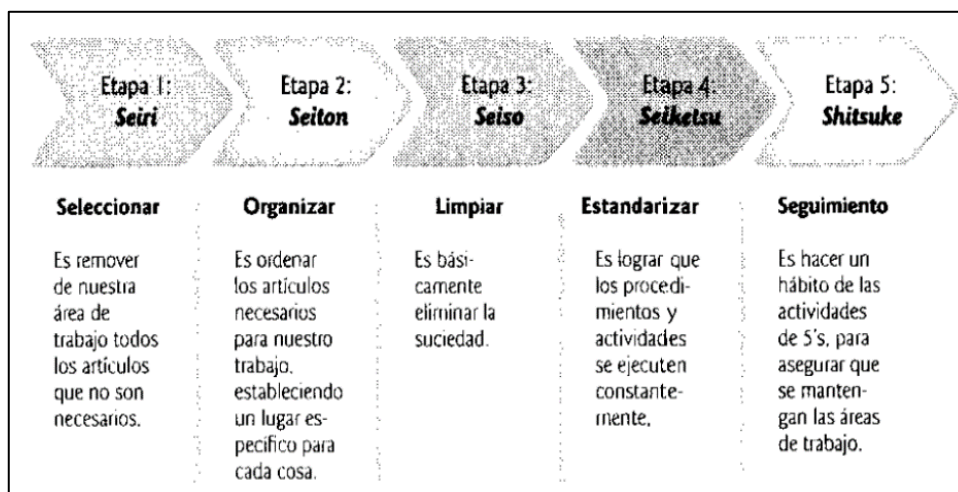 Etapa 1:
Seiri
Etapa 2:
Seiton
Etapa 3:
Seiso
Etapa 4:
Seiketsu
Etapa 5:
Shitsuke
Seleccionar
Es remover
de nuestra
área de
trabajo todos
los artículos
que no son
necesarios.
Organizar
Es ordenar
los artículos
necesarios
para nuestro
trabajo,
estableciendo
un lugar es-
pecífico para
cada cosa.
Limpiar
Es bási-
camente
eliminar la
suciedad.
Estandarizar
Es lograr que
los procedi-
mientos y
actividades
se ejecuten
constante-
mente,
Seguimiento
Es hacer un
hábito de las
actividades
de 5's, para
asegurar que
se manten-
gan las áreas
de trabajo.